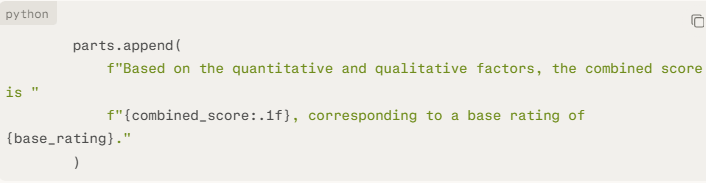 python
parts.append(
f"Based on the quantitative and qualitative factors, the combined score
is "
f"{combined_score:.1f}, corresponding to a base rating of
{base_rating}."
)